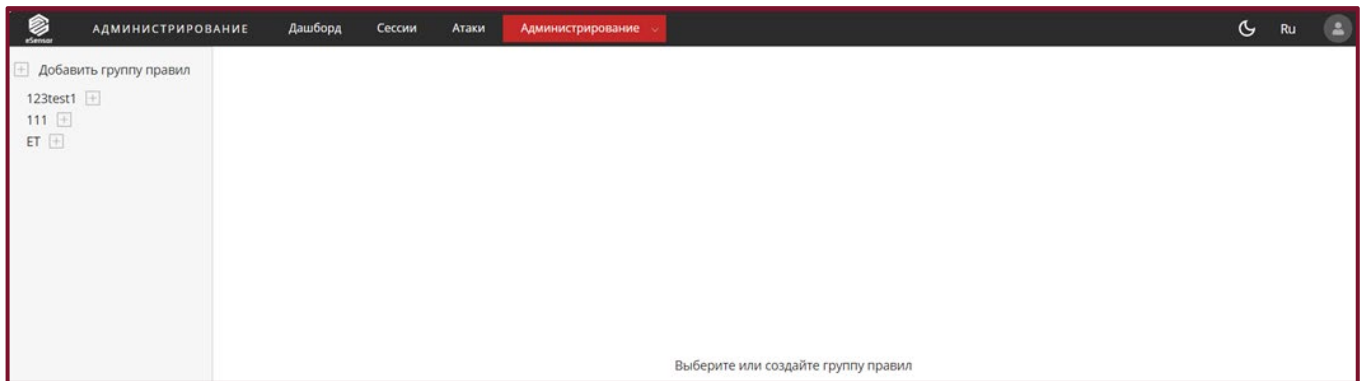 eSensor
АДМИНИСТРИРОВАНИЕ Дашборд Сессии Атаки Администрирование Ru
Добавить группу правил
123test1
111
ET
Выберите или создайте группу правил